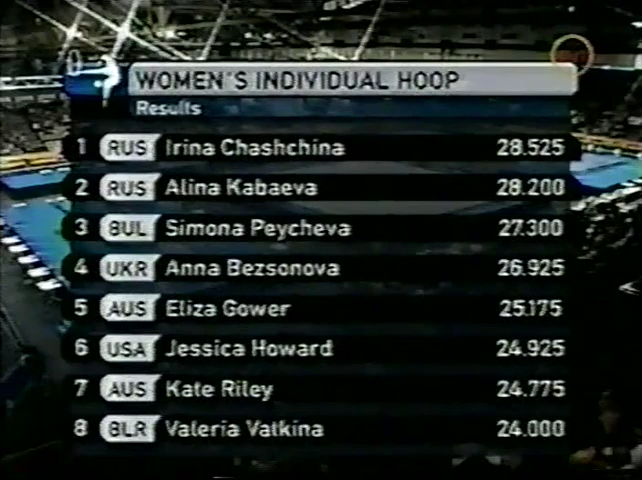 WOMEN'S INDIVIDUAL HOOP
Results
1 RUS Irina Chashchina 28.525
2 RUS Alina Kabaeva 28.200
3 BUL Simona Peycheva 27.300
4 UKR Anna Bezsonova 26.925
5 AUS Eliza Gower 25.175
6 USA Jessica Howard 24.925
7 AUS Kate Riley 24.775
8 BLR Valeria Vatkina 24.000